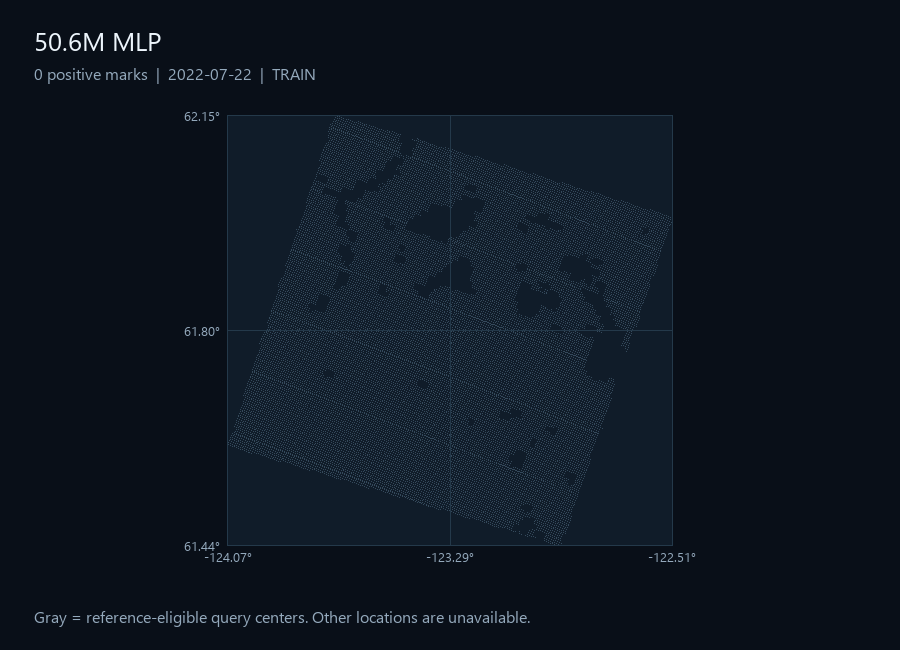 50.6M MLP
0 positive marks | 2022-07-22 | TRAIN
62.15°
61.80°
61.44°
-124.07°
-123.29°
-122.51°
Gray = reference-eligible query centers. Other locations are unavailable.